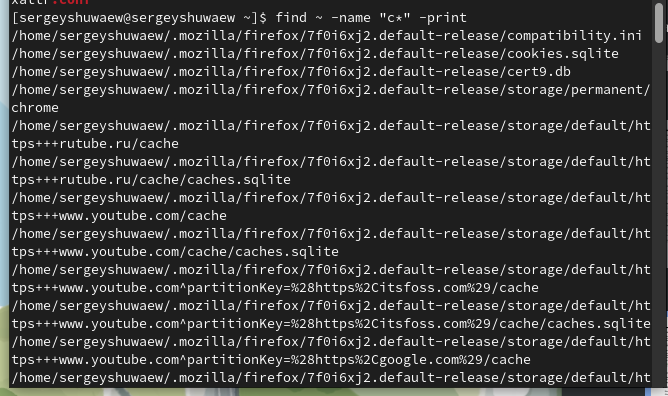 xattr.conf
[sergeyshuwaew@sergeyshuwaew ~]$ find ~ -name "c*" -print
/home/sergeyshuwaew/.mozilla/firefox/7f0i6xj2.default-release/compatibility.ini
/home/sergeyshuwaew/.mozilla/firefox/7f0i6xj2.default-release/cookies.sqlite
/home/sergeyshuwaew/.mozilla/firefox/7f0i6xj2.default-release/cert9.db
/home/sergeyshuwaew/.mozilla/firefox/7f0i6xj2.default-release/storage/permanent/
chrome
/home/sergeyshuwaew/.mozilla/firefox/7f0i6xj2.default-release/storage/default/ht
tps+++rutube.ru/cache
/home/sergeyshuwaew/.mozilla/firefox/7f0i6xj2.default-release/storage/default/ht
tps+++rutube.ru/cache/caches.sqlite
/home/sergeyshuwaew/.mozilla/firefox/7f0i6xj2.default-release/storage/default/ht
tps+++www.youtube.com/cache
/home/sergeyshuwaew/.mozilla/firefox/7f0i6xj2.default-release/storage/default/ht
tps+++www.youtube.com/cache/caches.sqlite
/home/sergeyshuwaew/.mozilla/firefox/7f0i6xj2.default-release/storage/default/ht
tps+++www.youtube.com^partitionKey=%28https%2Citsfoss.com%29/cache
/home/sergeyshuwaew/.mozilla/firefox/7f0i6xj2.default-release/storage/default/ht
tps+++www.youtube.com^partitionKey=%28https%2Citsfoss.com%29/cache/caches.sqlite
/home/sergeyshuwaew/.mozilla/firefox/7f0i6xj2.default-release/storage/default/ht
tps+++www.youtube.com^partitionKey=%28https%2Cgoogle.com%29/cache
/home/sergeyshuwaew/.mozilla/firefox/7f0i6xj2.default-release/storage/default/ht